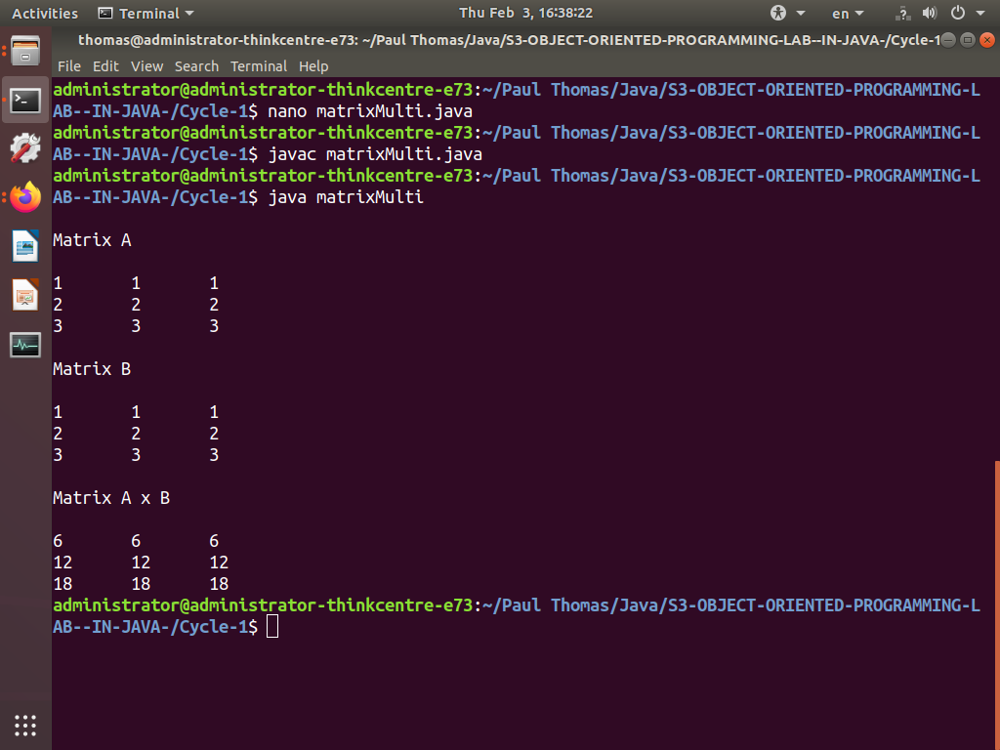 Activities Terminal Thu Feb 3, 16:38:22 en
thomas@administrator-thinkcentre-e73: ~/Paul Thomas/Java/S3-OBJECT-ORIENTED-PROGRAMMING-LAB--IN-JAVA-/Cycle-1
File Edit View Search Terminal Help
administrator@administrator-thinkcentre-e73:~/Paul Thomas/Java/S3-OBJECT-ORIENTED-PROGRAMMING-L
AB--IN-JAVA-/Cycle-1$ nano matrixMulti.java
administrator@administrator-thinkcentre-e73:~/Paul Thomas/Java/S3-OBJECT-ORIENTED-PROGRAMMING-L
AB--IN-JAVA-/Cycle-1$ javac matrixMulti.java
administrator@administrator-thinkcentre-e73:~/Paul Thomas/Java/S3-OBJECT-ORIENTED-PROGRAMMING-L
AB--IN-JAVA-/Cycle-1$ java matrixMulti
Matrix A
1 1 1
2 2 2
3 3 3
Matrix B
1 1 1
2 2 2
3 3 3
Matrix A x B
6 6 6
12 12 12
18 18 18
administrator@administrator-thinkcentre-e73:~/Paul Thomas/Java/S3-OBJECT-ORIENTED-PROGRAMMING-L
AB--IN-JAVA-/Cycle-1$